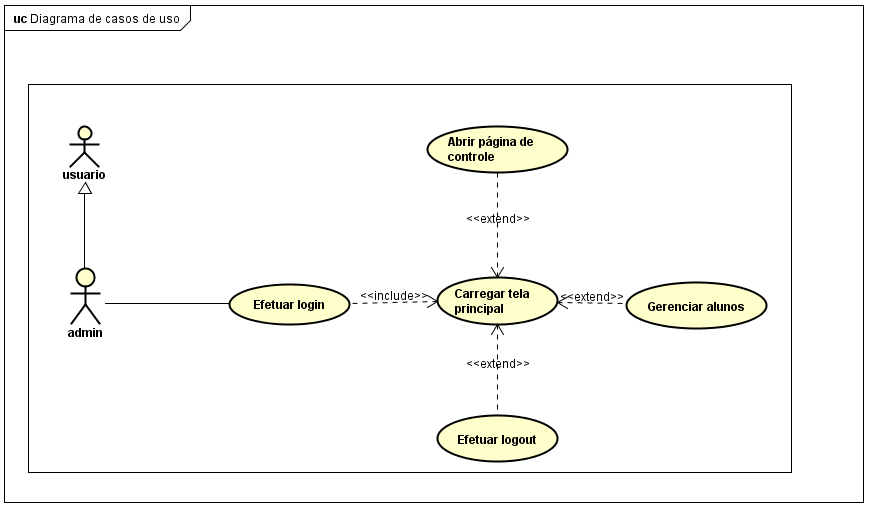 uc Diagrama de casos de uso
usuario
Abrir página de
controle
<<extend>>
admin
Efetuar login
<<include>>
Carregar tela
principal
<<extend>>
Gerenciar alunos
<<extend>>
Efetuar logout